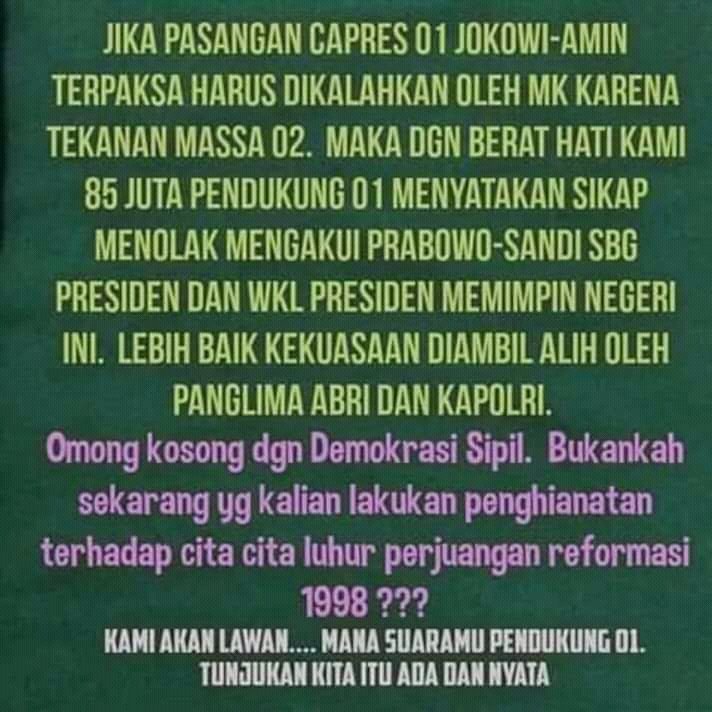 JIKA PASANGAN CAPRES 01 JOKOWI-AMIN
TERPAKSA HARUS DIKALAHKAN OLEH MK KARENA
TEKANAN MASSA 02. MAKA DGN BERAT HATI KAMI
85 JUTA PENDUKUNG 01 MENYATAKAN SIKAP
MENOLAK MENGAKUI PRABOWO-SANDI SBG
PRESIDEN DAN WKL PRESIDEN MEMIMPIN NEGERI
INI. LEBIH BAIK KEKUASAAN DIAMBIL ALIH OLEH
PANGLIMA ABRI DAN KAPOLRI.
Omong kosong dgn Demokrasi Sipil. Bukankah
sekarang yg kalian lakukan penghianatan
terhadap cita cita luhur perjuangan reformasi
1998 ???
KAMI AKAN LAWAN.... MANA SUARAMU PENDUKUNG 01.
TUNJUKAN KITA ITU ADA DAN NYATA